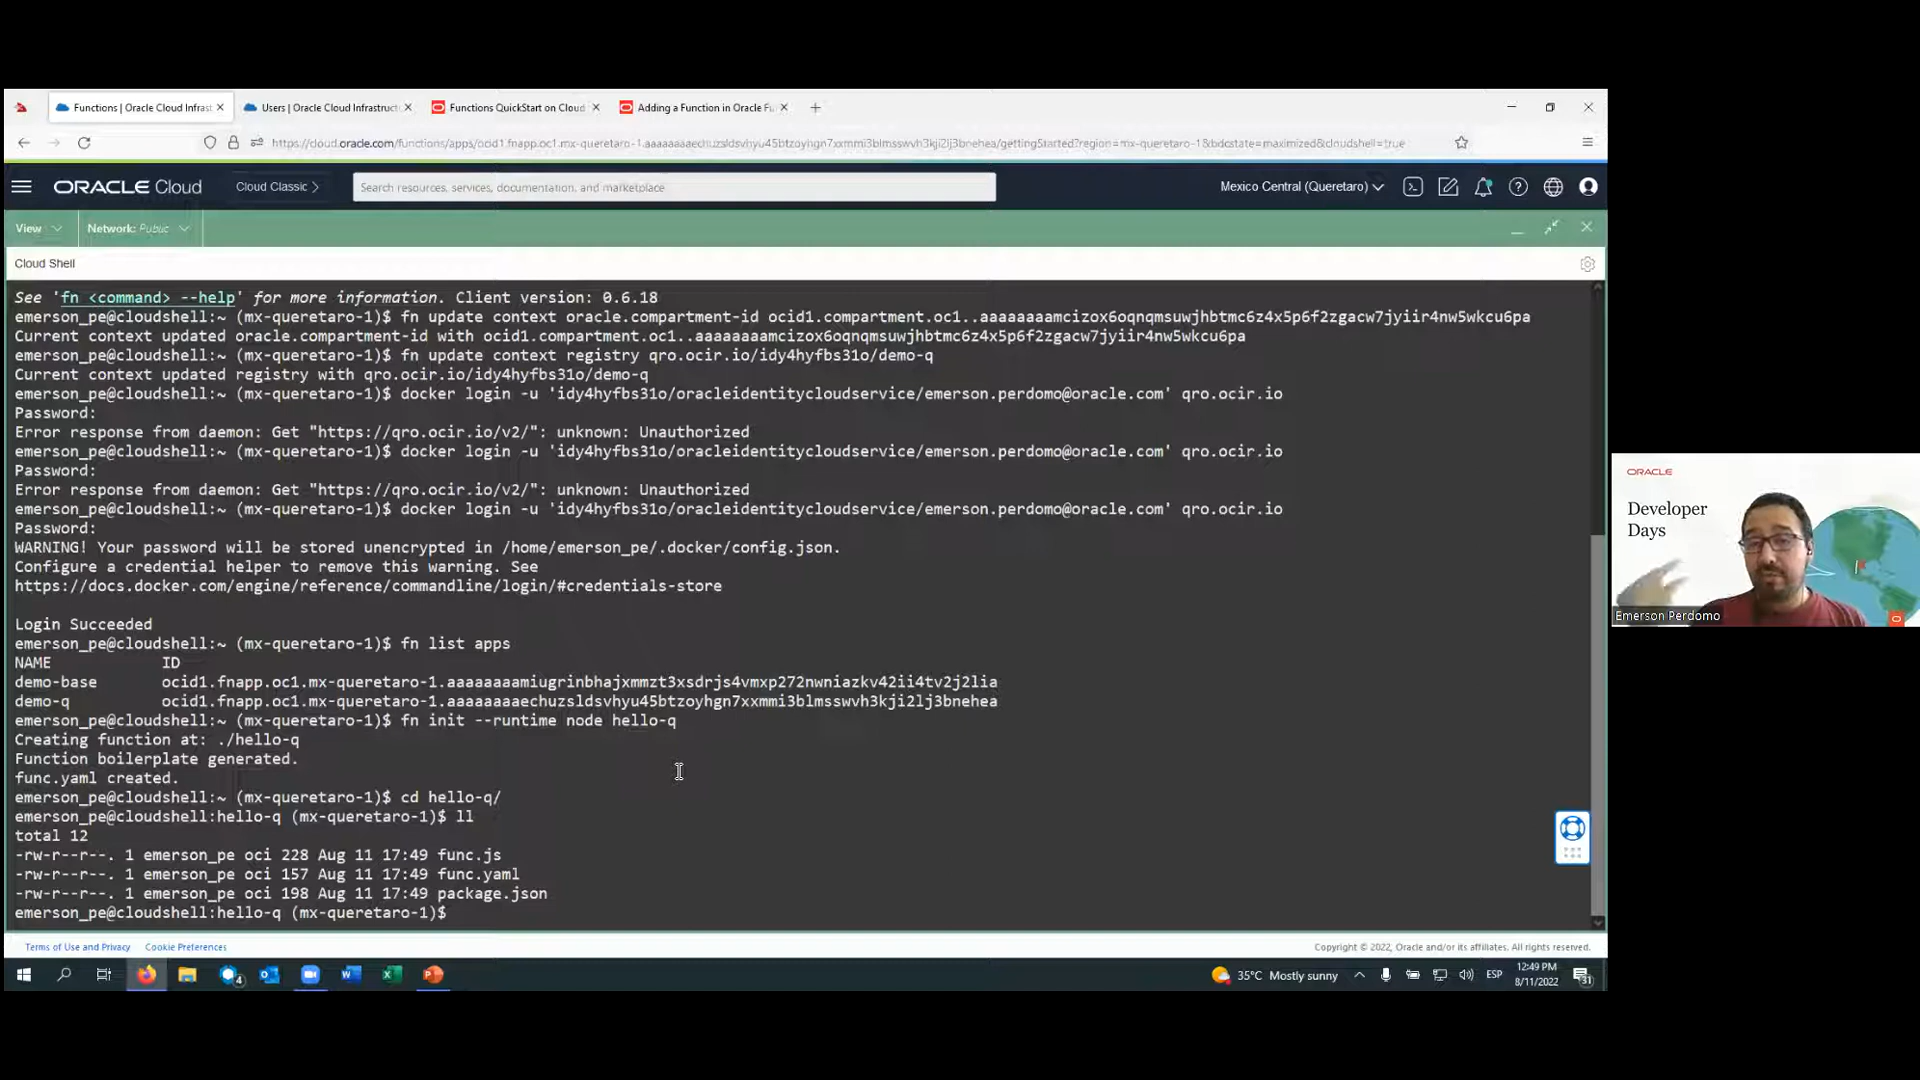 Functions | Oracle Cloud Infrast
Users | Oracle Cloud Infrastruct
Functions QuickStart on Cloud
Adding a Function in Oracle Fu
ORACLE Cloud
Cloud Classic
Search resources, services, documentation, and marketplace
Mexico Central (Queretaro)
View
Network: Public
Cloud Shell
See 'fn <command> --help' for more information. Client version: 0.6.18
emerson_pe@cloudshell:~ (mx-queretaro-1)$ fn update context oracle.compartment-id ocid1.compartment.oc1..aaaaaaaamcizox6oqnqmsuwjhbtmc6z4x5p6f2zgacw7jyiir4nw5wkcu6pa
Current context updated oracle.compartment-id with ocid1.compartment.oc1..aaaaaaaamcizox6oqnqmsuwjhbtmc6z4x5p6f2zgacw7jyiir4nw5wkcu6pa
emerson_pe@cloudshell:~ (mx-queretaro-1)$ fn update context registry qro.ocir.io/idy4hyfbs31o/demo-q
Current context updated registry with qro.ocir.io/idy4hyfbs31o/demo-q
emerson_pe@cloudshell:~ (mx-queretaro-1)$ docker login -u 'idy4hyfbs31o/oracleidentitycloudservice/emerson.perdomo@oracle.com' qro.ocir.io
Password:
Error response from daemon: Get "https://qro.ocir.io/v2/": unknown: Unauthorized
emerson_pe@cloudshell:~ (mx-queretaro-1)$ docker login -u 'idy4hyfbs31o/oracleidentitycloudservice/emerson.perdomo@oracle.com' qro.ocir.io
Password:
Error response from daemon: Get "https://qro.ocir.io/v2/": unknown: Unauthorized
emerson_pe@cloudshell:~ (mx-queretaro-1)$ docker login -u 'idy4hyfbs31o/oracleidentitycloudservice/emerson.perdomo@oracle.com' qro.ocir.io
Password:
WARNING! Your password will be stored unencrypted in /home/emerson_pe/.docker/config.json.
Configure a credential helper to remove this warning. See
https://docs.docker.com/engine/reference/commandline/login/#credentials-store
Login Succeeded
emerson_pe@cloudshell:~ (mx-queretaro-1)$ fn list apps
NAME ID
demo-base ocid1.fnapp.oc1.mx-queretaro-1.aaaaaaaamiugrinbhajxmmzt3xsdrjs4vmxp272nwniazkv42ii4tv2j2lia
demo-q ocid1.fnapp.oc1.mx-queretaro-1.aaaaaaaaechuzsldsvhyu45btzoyhgn7xxmmi3blmsswvh3kji2lj3bnehea
emerson_pe@cloudshell:~ (mx-queretaro-1)$ fn init --runtime node hello-q
Creating function at: ./hello-q
Function boilerplate generated.
func.yaml created.
emerson_pe@cloudshell:~ (mx-queretaro-1)$ cd hello-q/
emerson_pe@cloudshell:hello-q (mx-queretaro-1)$ ll
total 12
-rw-r--r--. 1 emerson_pe oci 228 Aug 11 17:49 func.js
-rw-r--r--. 1 emerson_pe oci 157 Aug 11 17:49 func.yaml
-rw-r--r--. 1 emerson_pe oci 198 Aug 11 17:49 package.json
emerson_pe@cloudshell:hello-q (mx-queretaro-1)$
Terms of Use and Privacy
Cookie Preferences
Copyright © 2022, Oracle and/or its affiliates. All rights reserved.
35°C Mostly sunny
ESP
12:49 PM
8/11/2022
ORACLE
Developer
Days
Emerson Perdomo